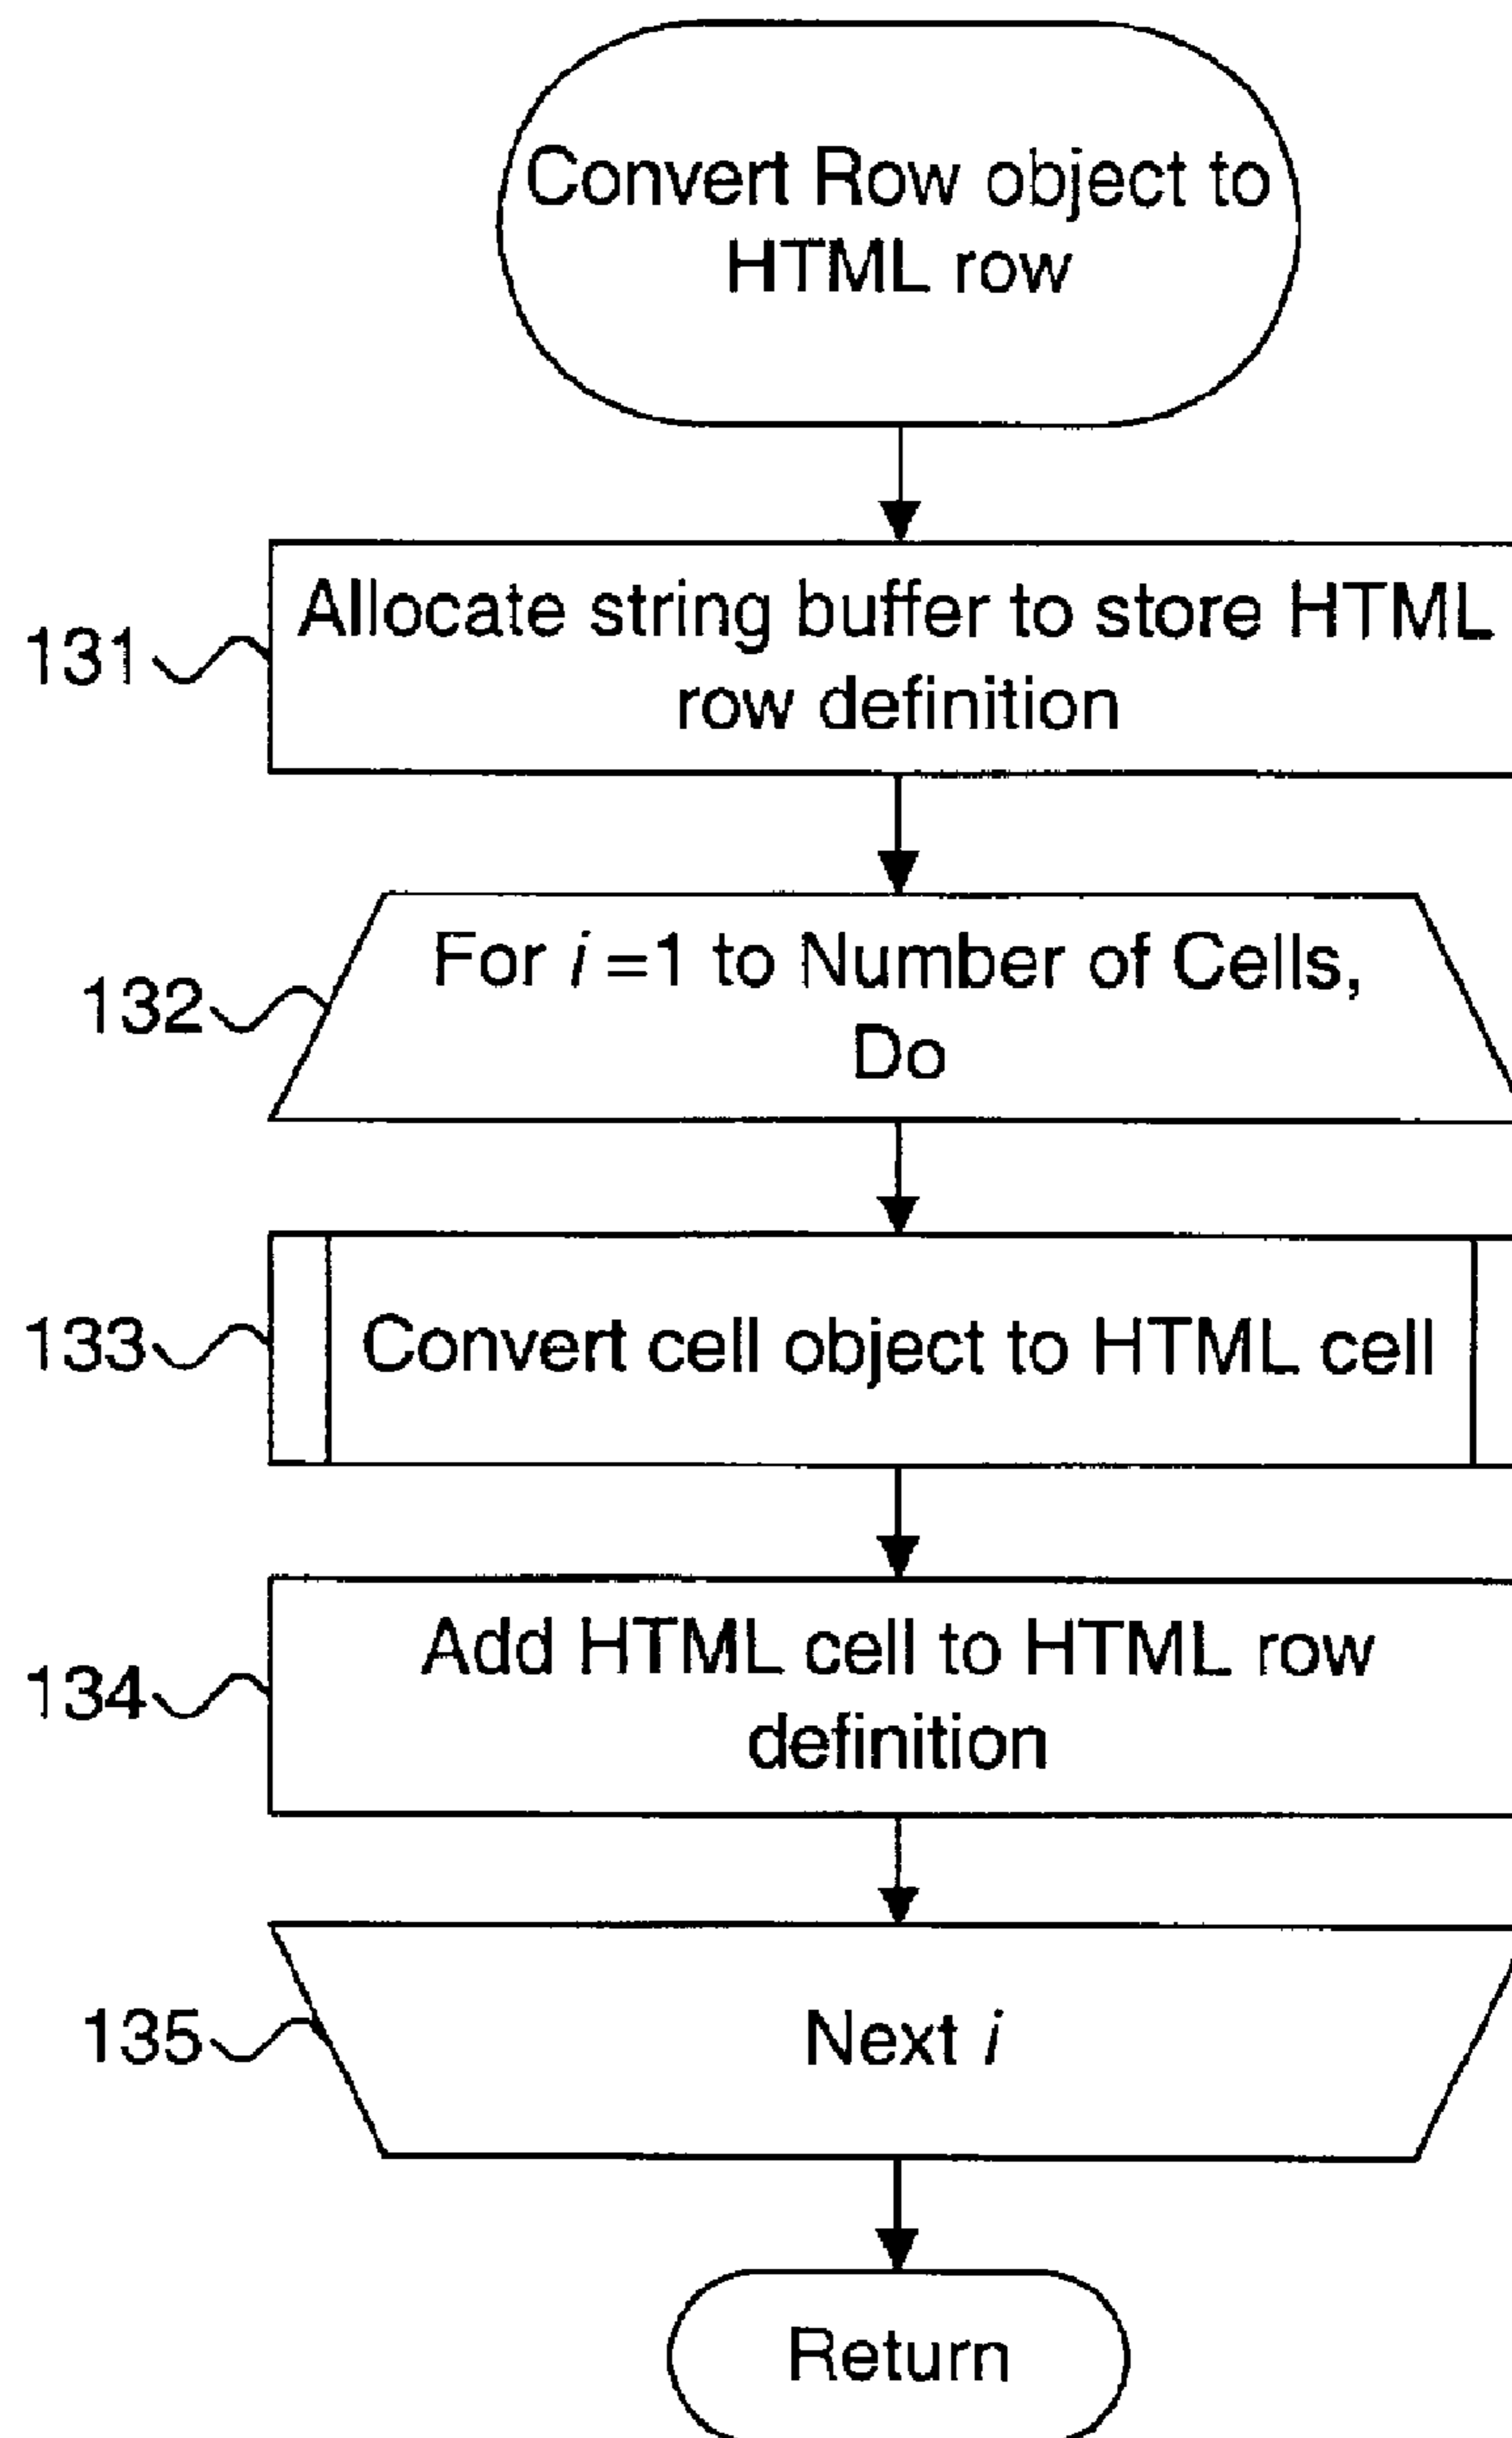 Convert Row object to
HTML row
131
Allocate string buffer to store HTML
row definition
132
For i =1 to Number of Cells,
Do
133
Convert cell object to HTML cell
134
Add HTML cell to HTML row
definition
135
Next i
Return